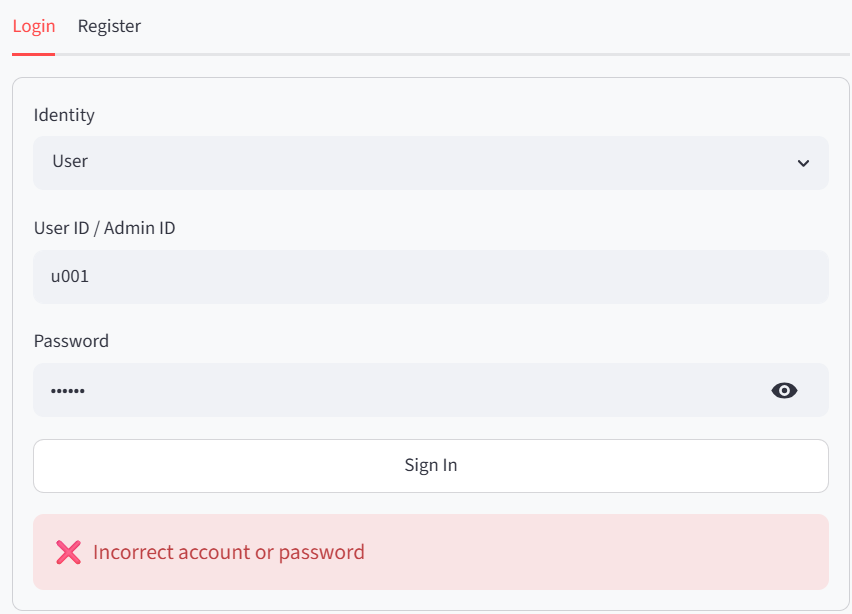 Login Register
Identity
User
User ID / Admin ID
u001
Password
••••••
Sign In
❌ Incorrect account or password